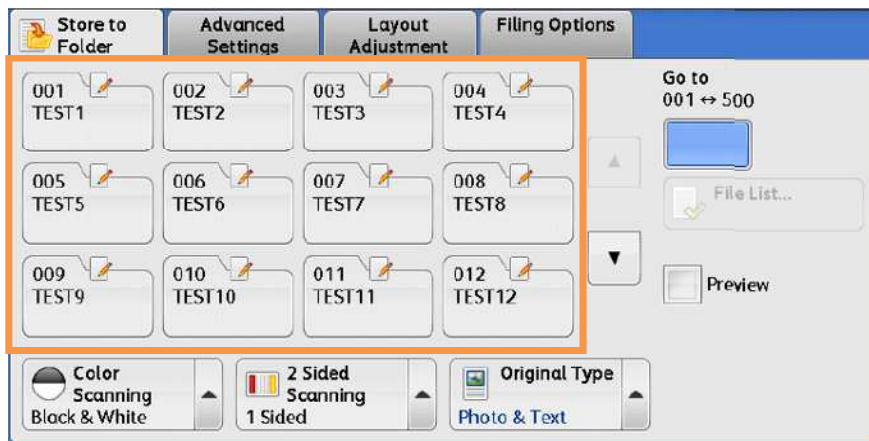 Store to
Folder
Advanced
Settings
Layout
Adjustment
Filing Options
001
TEST1
002
TEST2
003
TEST3
004
TEST4
Go to
001 ↔ 500
005
TEST5
006
TEST6
007
TEST7
008
TEST8
File List...
009
TEST9
010
TEST10
011
TEST11
012
TEST12
Preview
Color
Scanning
Black & White
2 Sided
Scanning
1 Sided
Original Type
Photo & Text